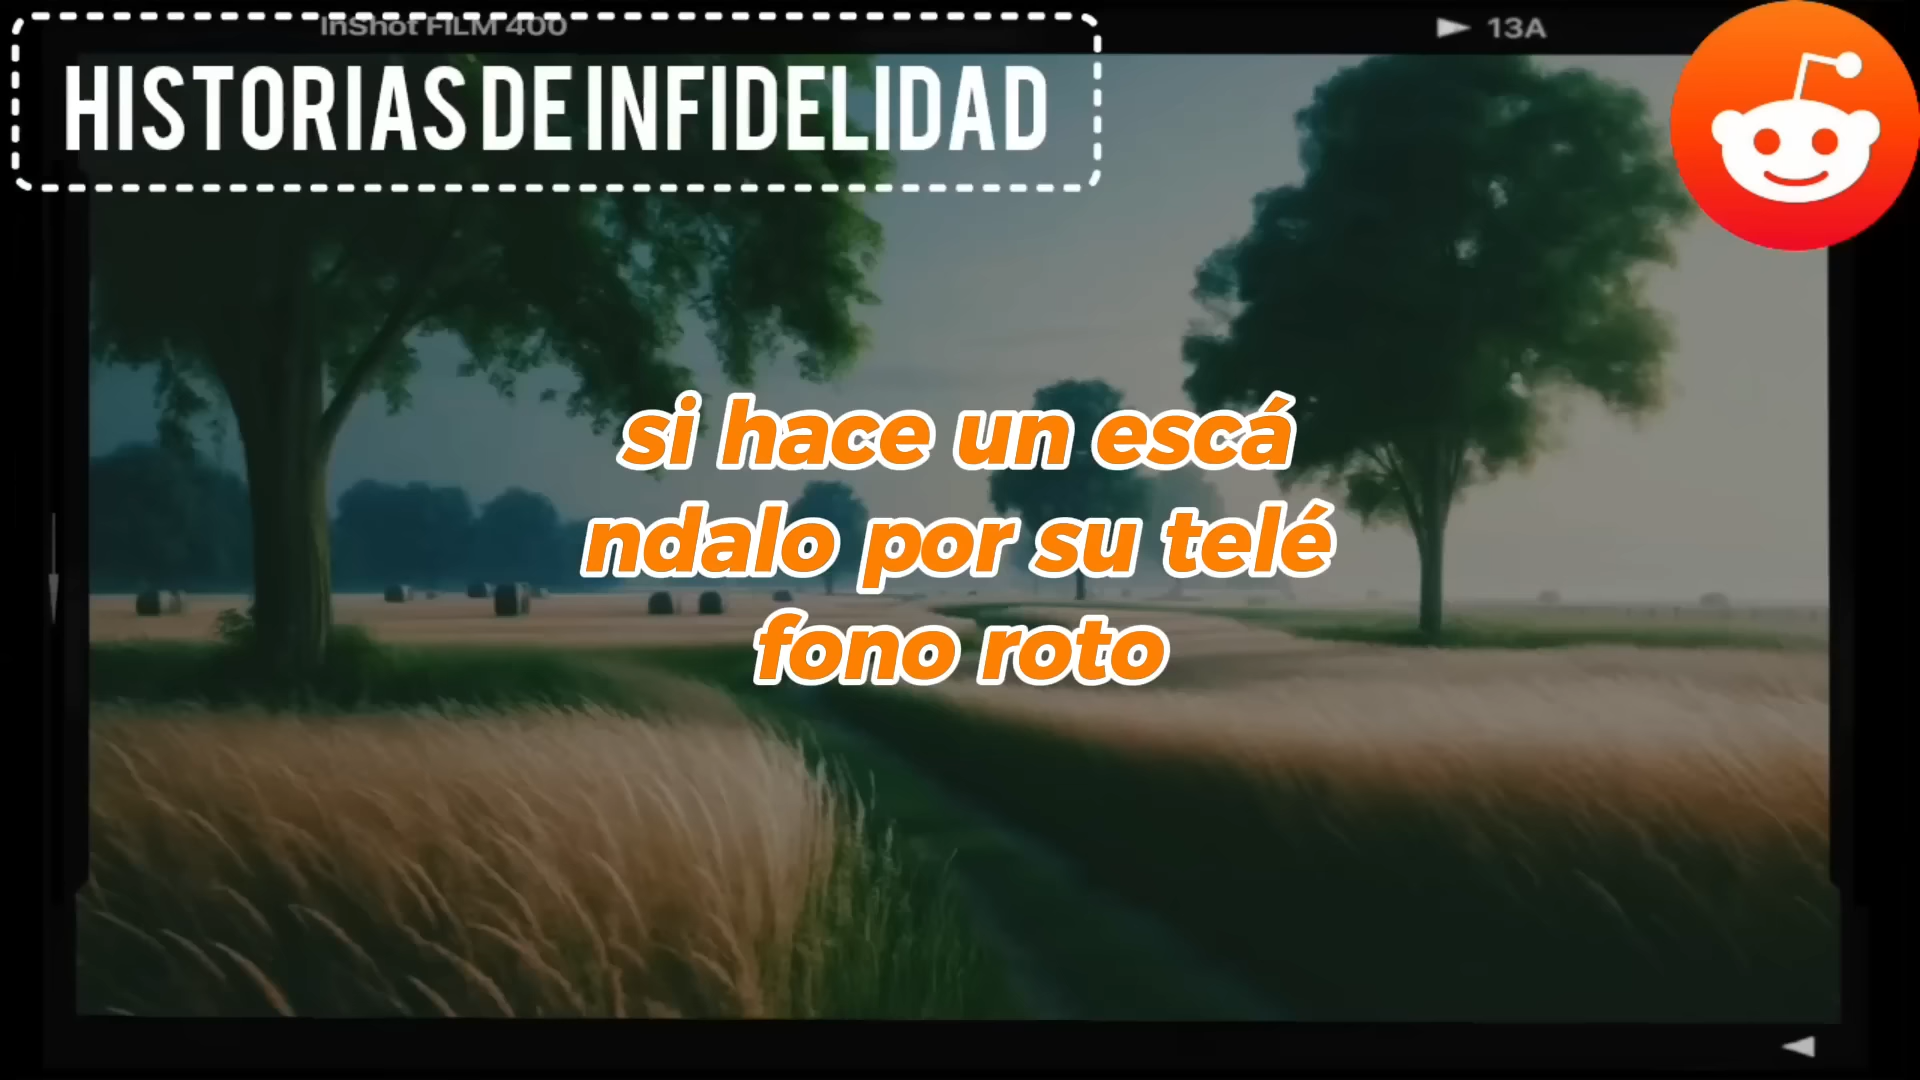 InShot FILM 400
13A
HISTORIAS DE INFIDELIDAD
si hace un escá
ndalo por su telé
fono roto